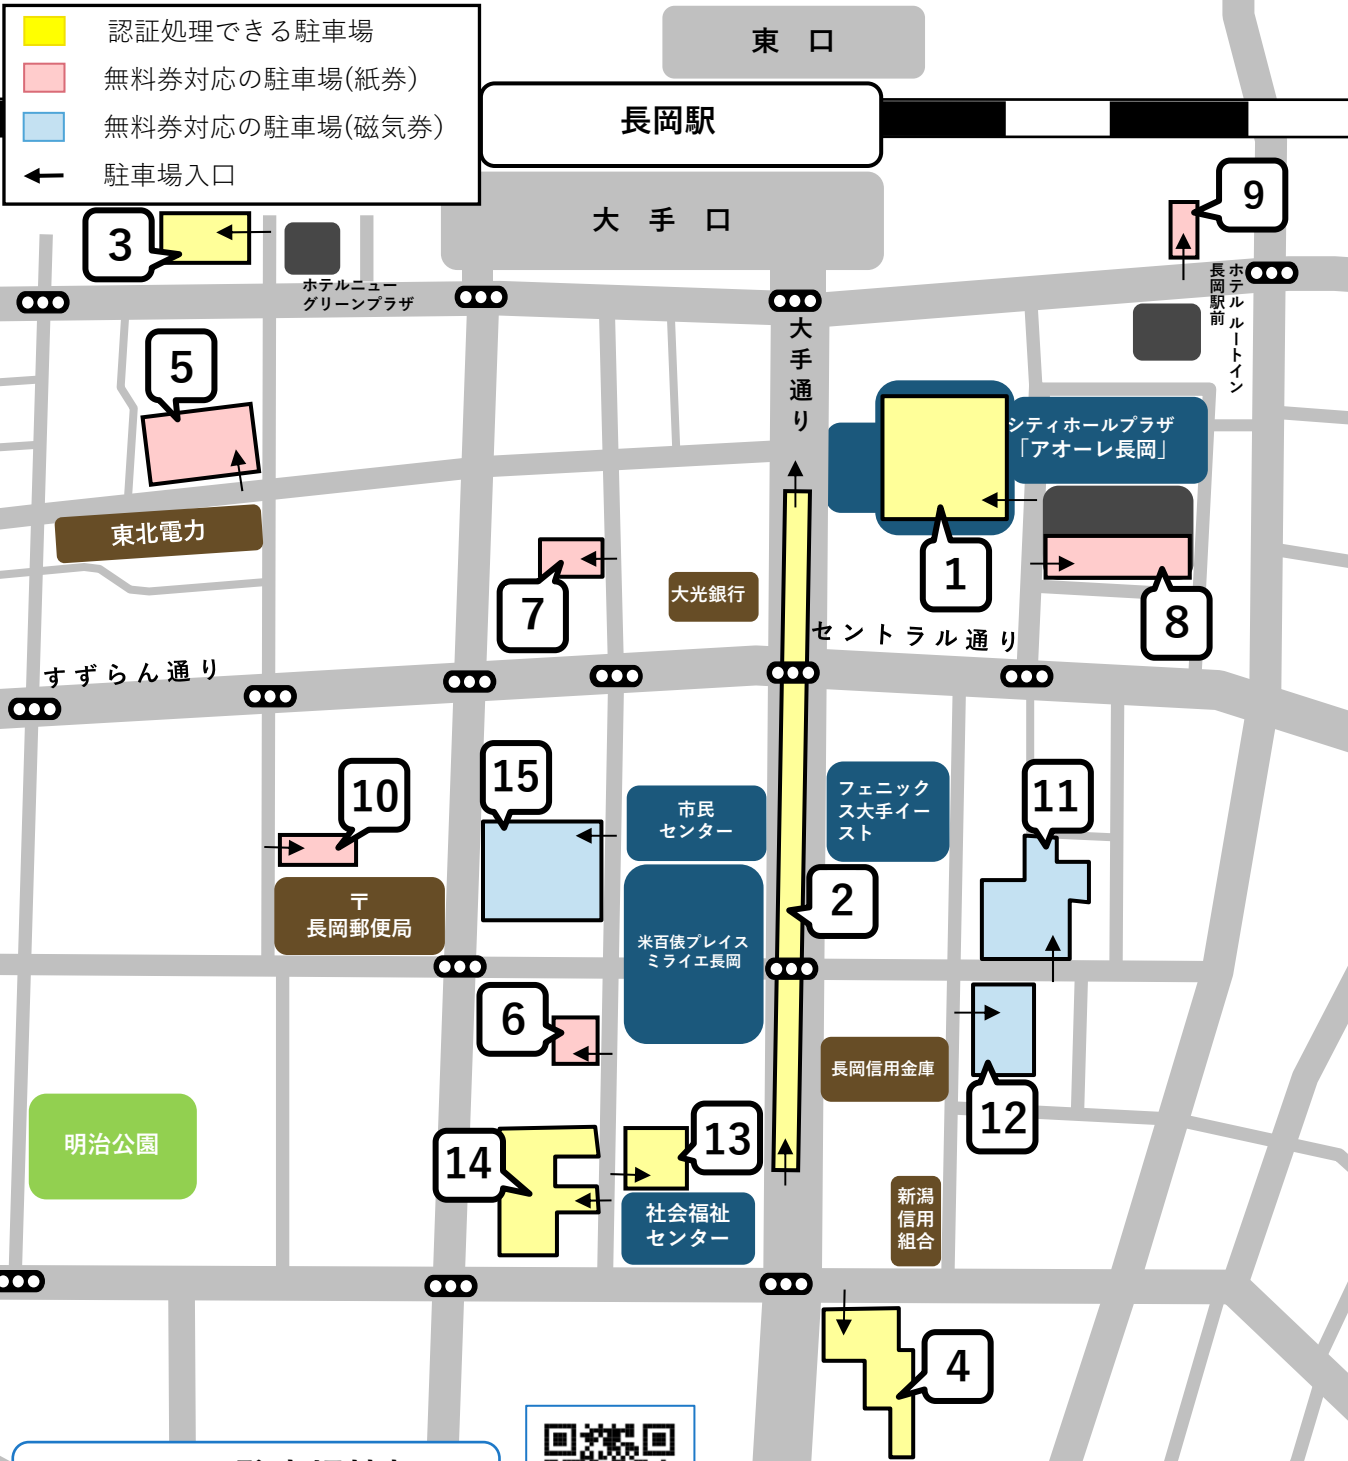 認証処理できる駐車場
無料券対応の駐車場(紙券)
無料券対応の駐車場(磁気券)
駐車場入口
東 口
長岡駅
大 手 口
9
3
ホテルニュー
グリーンプラザ
ホテル ルートイン
長岡駅前
大手通り
5
シティホールプラザ
「アオーレ長岡」
東北電力
1
7
大光銀行
8
セントラル通り
すずらん通り
10
15
市民
センター
フェニック
ス大手イー
スト
11
〒
長岡郵便局
2
米百俵プレイス
ミライエ長岡
6
長岡信用金庫
12
明治公園
14
13
社会福祉
センター
新潟
信用
組合
4